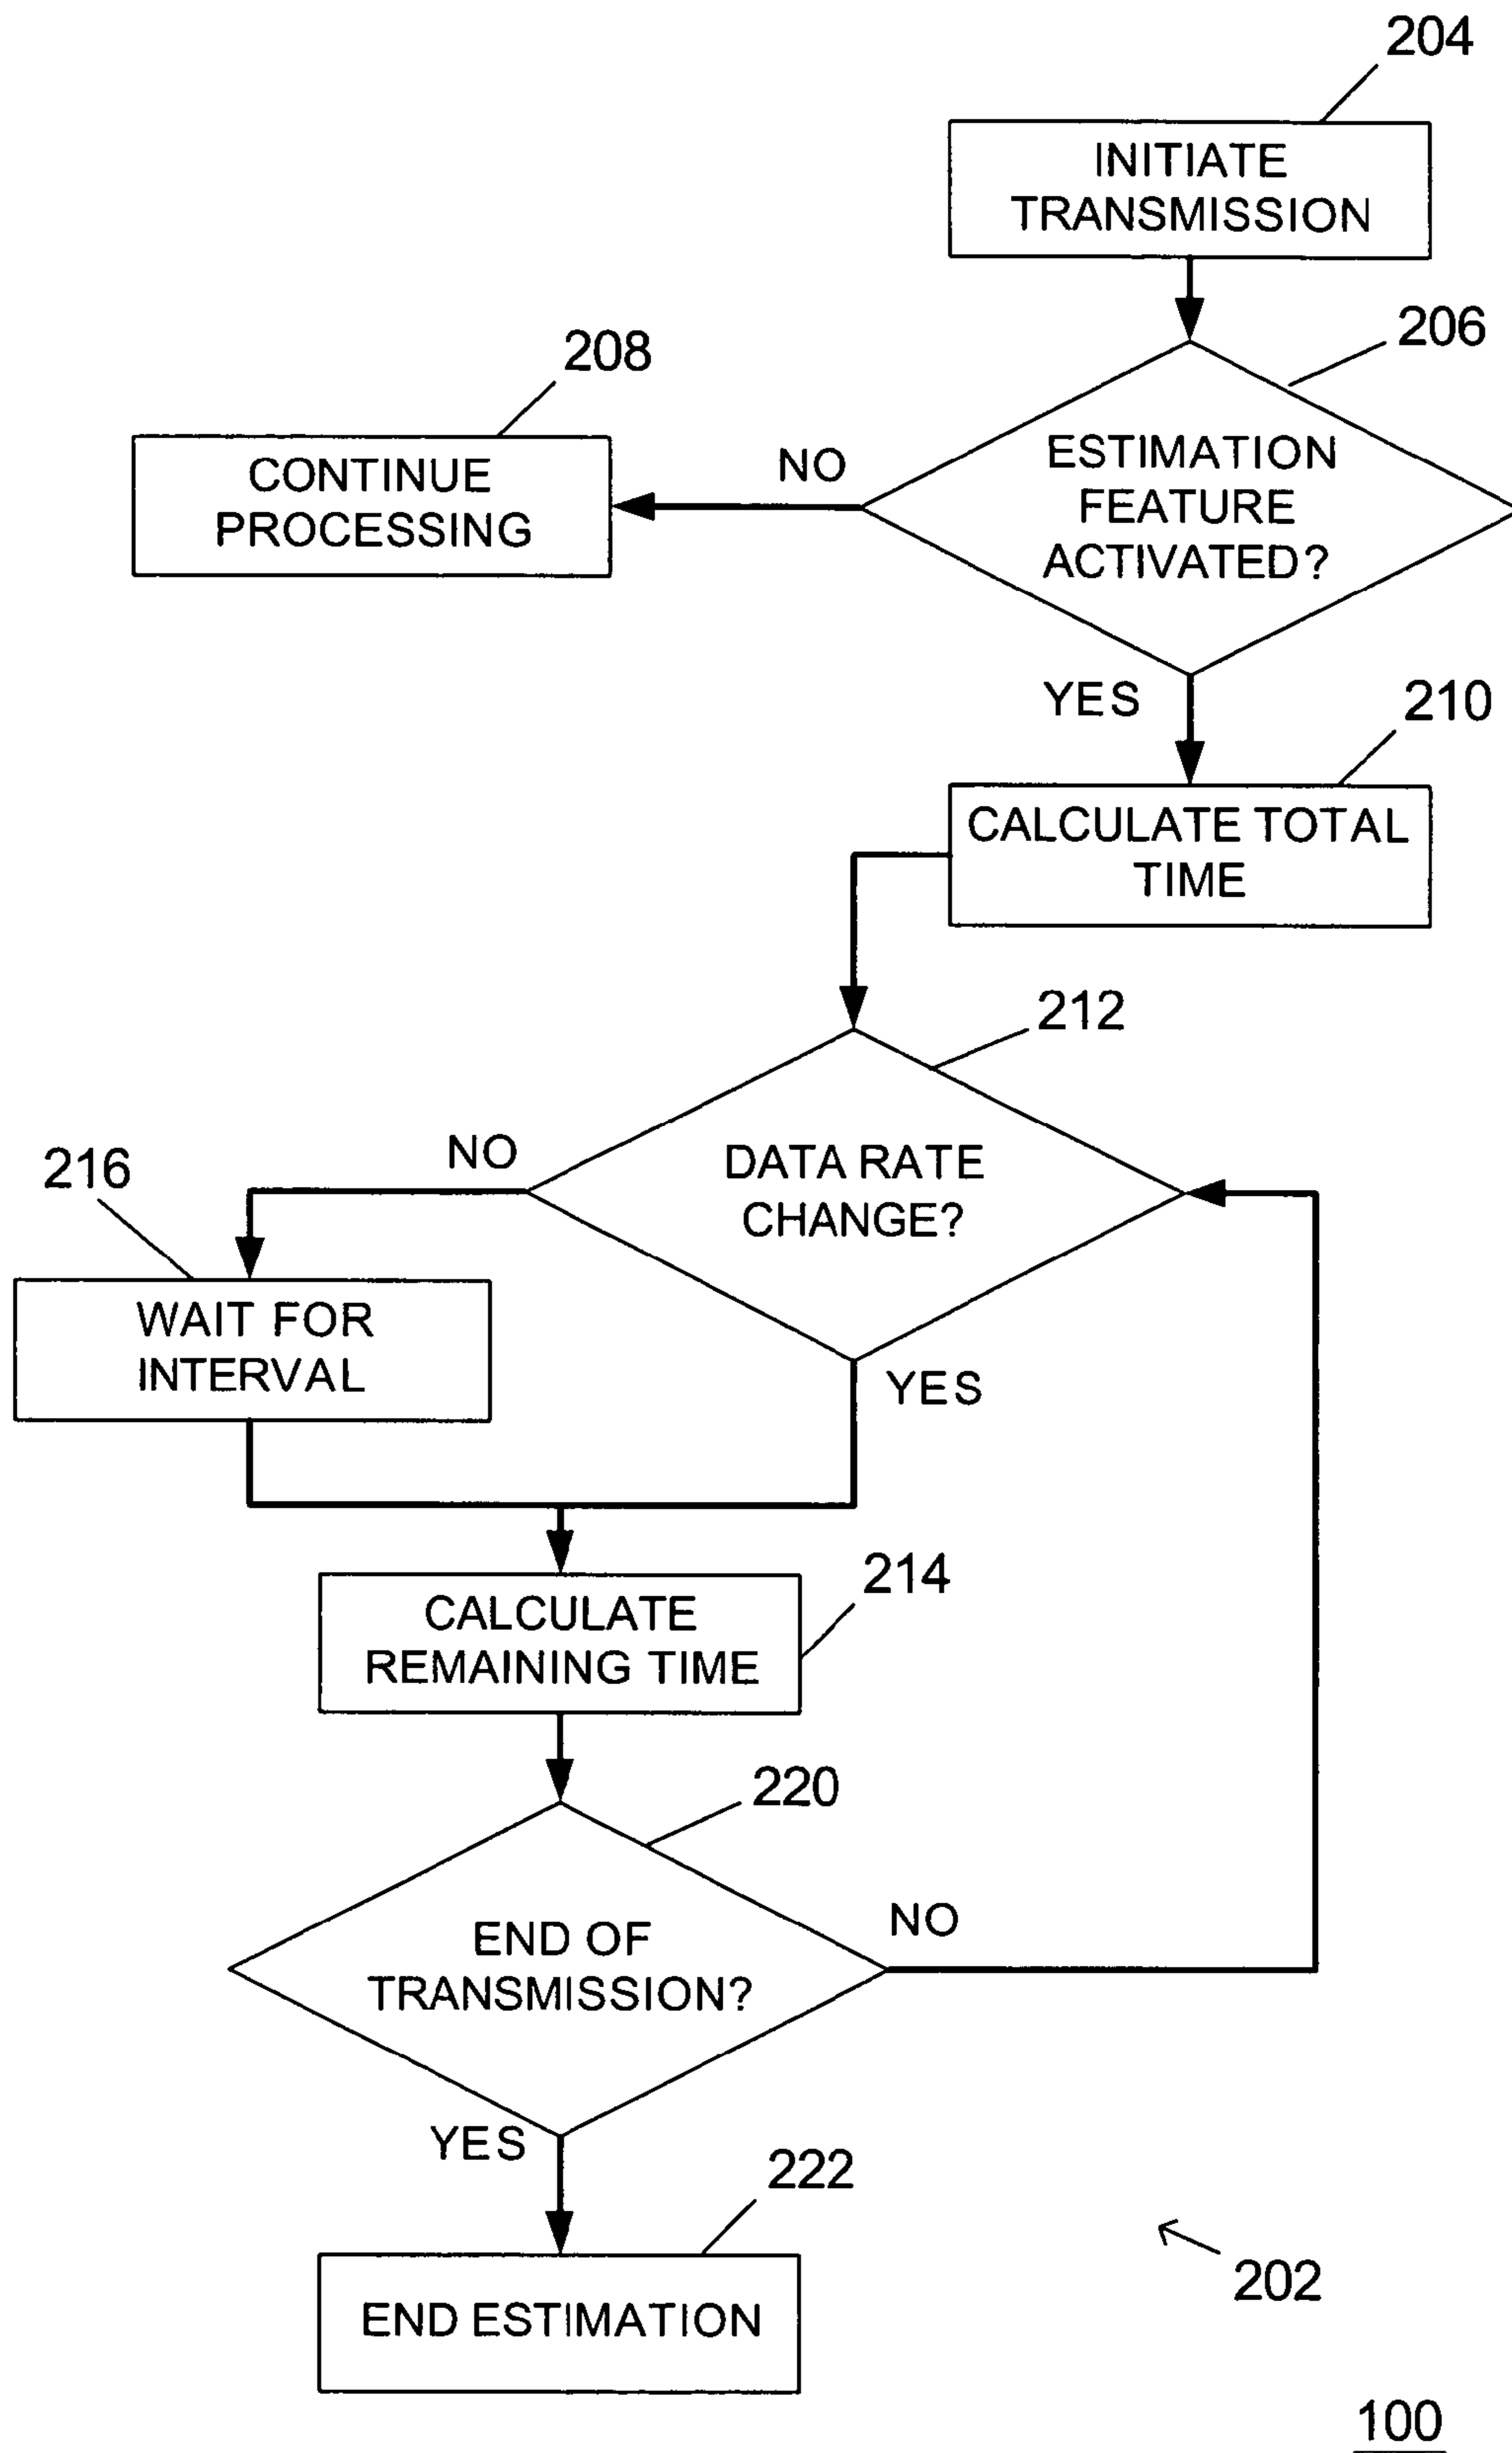 204
INITIATE
TRANSMISSION
206
208
ESTIMATION
FEATURE
ACTIVATED?
NO
CONTINUE
PROCESSING
YES
210
CALCULATE TOTAL
TIME
212
DATA RATE
CHANGE?
NO
216
WAIT FOR
INTERVAL
YES
214
CALCULATE
REMAINING TIME
220
END OF
TRANSMISSION?
NO
YES
222
END ESTIMATION
202
100